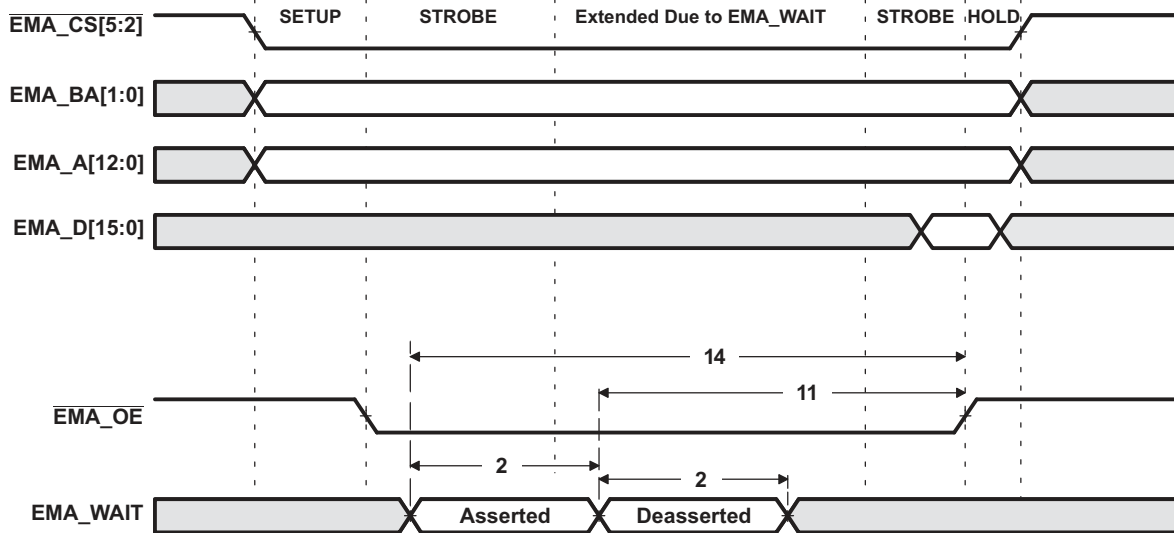 SETUP STROBE Extended Due to EMA_WAIT STROBE HOLD
EMA_CS[5:2]
EMA_BA[1:0]
EMA_A[12:0]
EMA_D[15:0]
14
11
EMA_OE
2
2
EMA_WAIT Asserted Deasserted